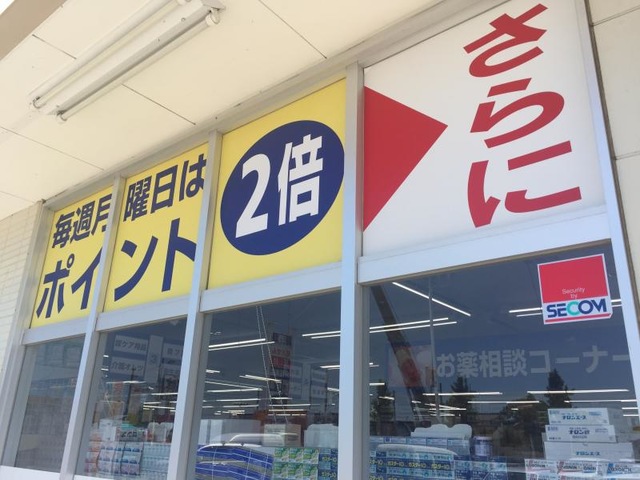 毎週月曜日は
ポイント
2倍
さらに
Security
by
SECOM
お薬相談コーナー